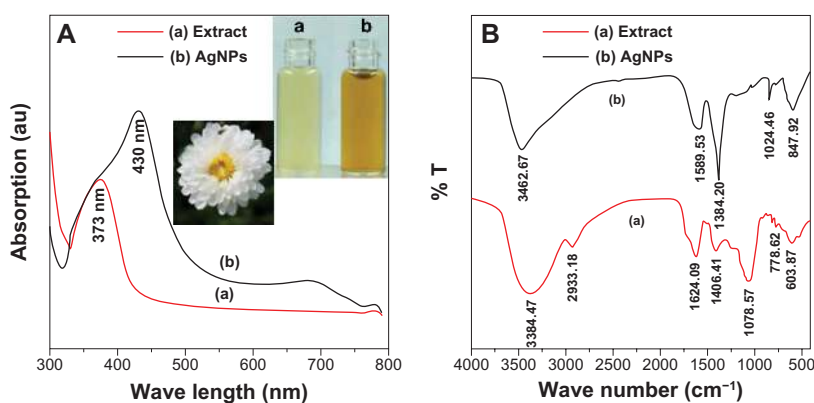 A
(a) Extract
(b) AgNPs
a
b
430 nm
373 nm
(b)
(a)
Absorption (au)
300 400 500 600 700 800
Wave length (nm)
B
(a) Extract
(b) AgNPs
(b)
3462.67
1589.53
1384.20
1024.46
847.92
(a)
3384.47
2933.18
1624.09
1406.41
1078.57
778.62
603.87
% T
4000 3500 3000 2500 2000 1500 1000 500
Wave number (cm⁻¹)